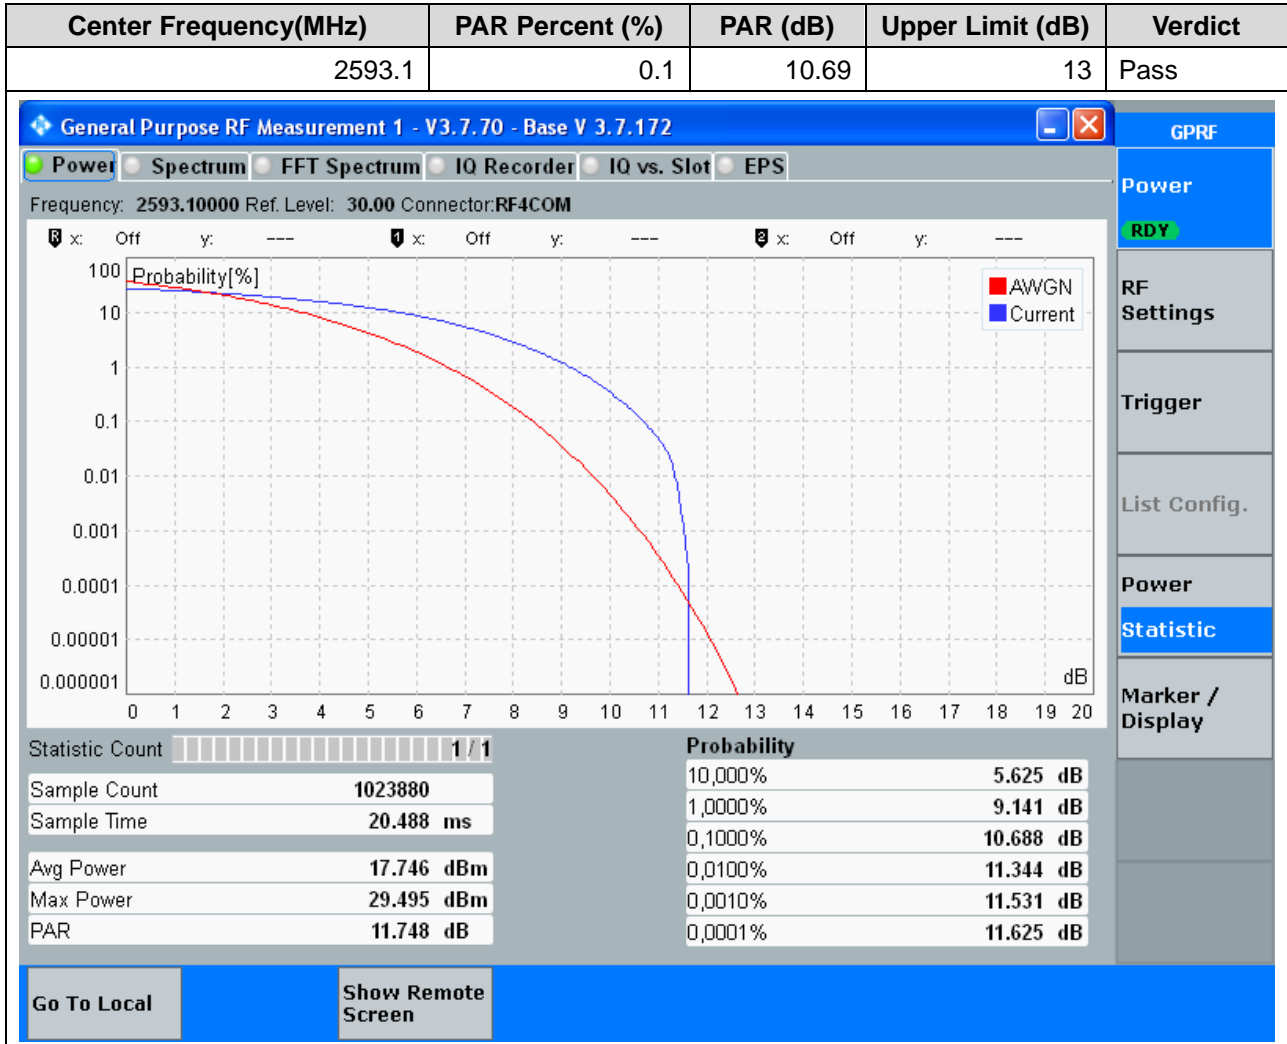 Center Frequency(MHz) PAR Percent (%) PAR (dB) Upper Limit (dB) Verdict
2593.1 0.1 10.69 13 Pass
General Purpose RF Measurement 1 - V3.7.70 - Base V 3.7.172
GPRF
Power Spectrum FFT Spectrum IQ Recorder IQ vs. Slot EPS
Frequency: 2593.10000 Ref. Level: 30.00 Connector:RF4COM
R x: Off y: --- 1 x: Off y: --- 2 x: Off y: ---
Probability[%]
AWGN
Current
100
10
1
0.1
0.01
0.001
0.0001
0.00001
0.000001
dB
0 1 2 3 4 5 6 7 8 9 10 11 12 13 14 15 16 17 18 19 20
Statistic Count 1 / 1
Sample Count 1023880
Sample Time 20.488 ms
Avg Power 17.746 dBm
Max Power 29.495 dBm
PAR 11.748 dB
Probability
10,000% 5.625 dB
1,0000% 9.141 dB
0,1000% 10.688 dB
0,0100% 11.344 dB
0,0010% 11.531 dB
0,0001% 11.625 dB
Power
RDY
RF
Settings
Trigger
List Config.
Power
Statistic
Marker /
Display
Go To Local
Show Remote
Screen